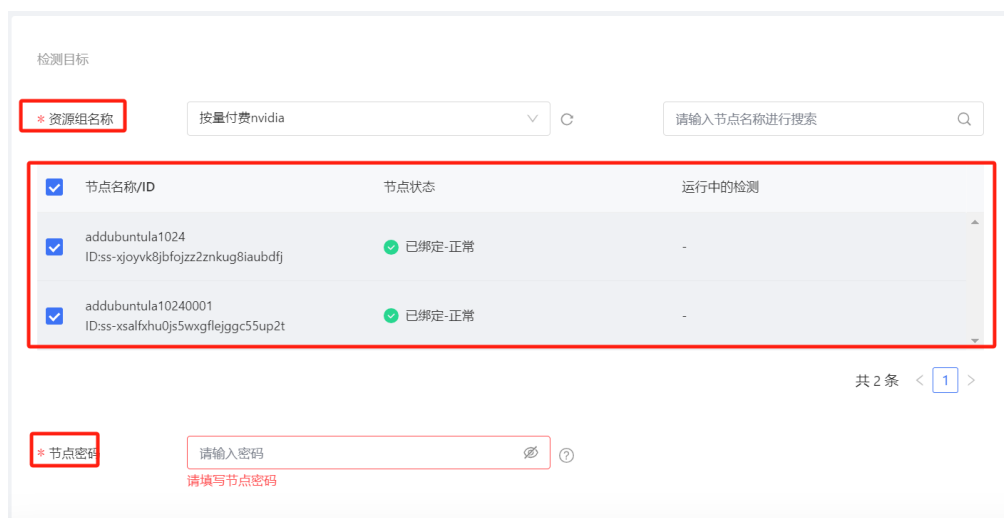 检测目标
* 资源组名称
按量付费nvidia
请输入节点名称进行搜索
节点名称/ID
节点状态
运行中的检测
addubuntula1024
ID:ss-xjoyvk8jbfojzz2znkug8iaubdfj
已绑定-正常
-
addubuntula10240001
ID:ss-xsalfxhu0js5wxgflejggc55up2t
已绑定-正常
-
共 2 条 < 1 >
* 节点密码
请输入密码
请填写节点密码